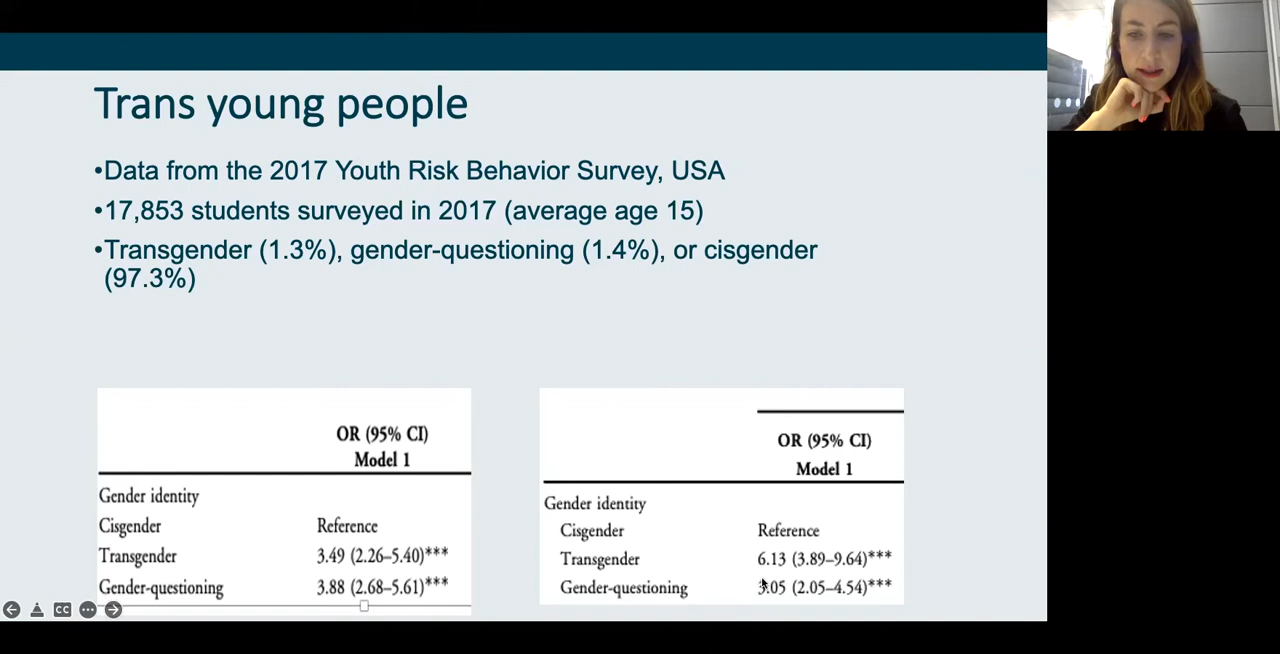 Trans young people
•Data from the 2017 Youth Risk Behavior Survey, USA
•17,853 students surveyed in 2017 (average age 15)
•Transgender (1.3%), gender-questioning (1.4%), or cisgender
(97.3%)
OR (95% CI)
Model 1
Gender identity
Cisgender Reference
Transgender 3.49 (2.26–5.40)***
Gender-questioning 3.88 (2.68–5.61)***
OR (95% CI)
Model 1
Gender identity
Cisgender Reference
Transgender 6.13 (3.89–9.64)***
Gender-questioning 3.05 (2.05–4.54)***
CC